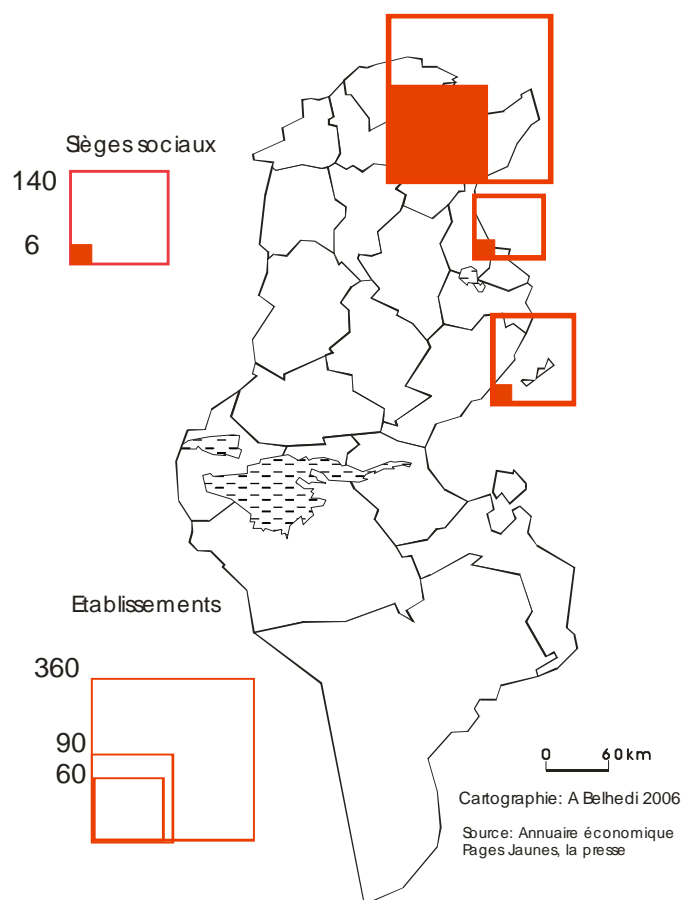 Sièges sociaux
140
6
Etablissements
360
90
60
0 60km
Cartographie: A Belhedi 2006
Source: Annuaire économique
Pages Jaunes, la presse